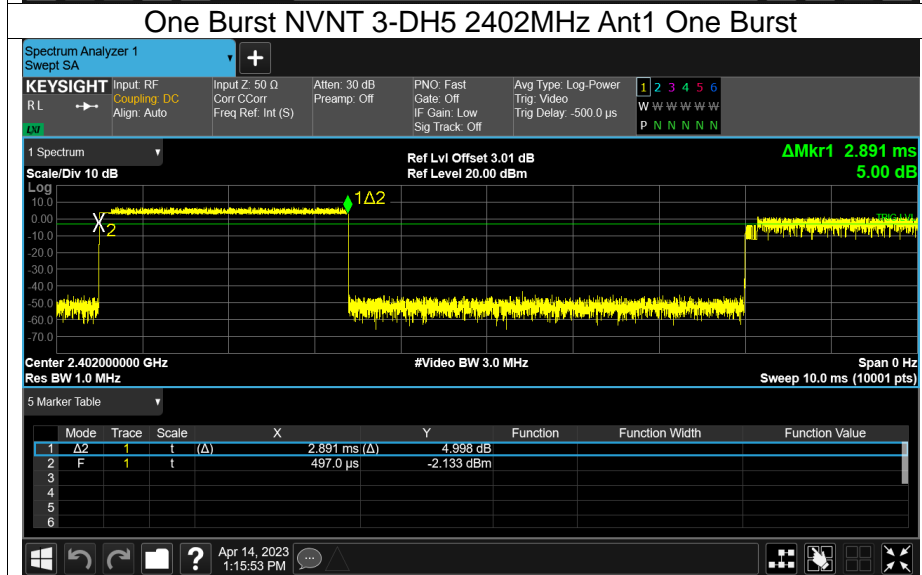 One Burst NVNT 3-DH5 2402MHz Ant1 One Burst
Spectrum Analyzer 1
Swept SA
+
KEYSIGHT Input: RF Input Z: 50 Ω Atten: 30 dB PNO: Fast Avg Type: Log-Power 1 2 3 4 5 6
R L Coupling: DC Corr CCorr Preamp: Off Gate: Off Trig: Video W W W W W W
Align: Auto Freq Ref: Int (S) IF Gain: Low Trig Delay: -500.0 µs
LXI Sig Track: Off P N N N N N
1 Spectrum Ref Lvl Offset 3.01 dB ΔMkr1 2.891 ms
Scale/Div 10 dB Ref Level 20.00 dBm 5.00 dB
Log
10.0 1Δ2
0.00 X2 TRIG LVL
-10.0
-20.0
-30.0
-40.0
-50.0
-60.0
-70.0
Center 2.402000000 GHz #Video BW 3.0 MHz Span 0 Hz
Res BW 1.0 MHz Sweep 10.0 ms (10001 pts)
5 Marker Table
Mode Trace Scale X Y Function Function Width Function Value
1 Δ2 1 t (Δ) 2.891 ms (Δ) 4.998 dB
2 F 1 t 497.0 µs -2.133 dBm
3
4
5
6
? Apr 14, 2023
1:15:53 PM